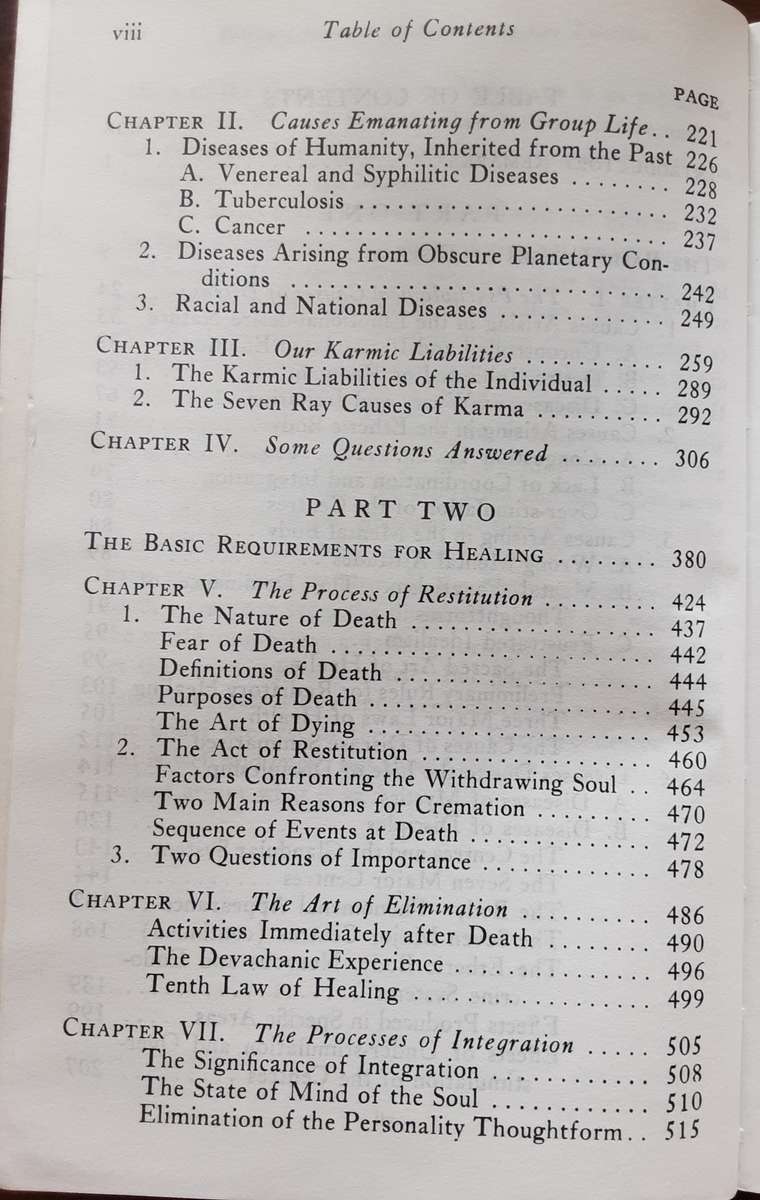 viii Table of Contents
PAGE
CHAPTER II. Causes Emanating from Group Life.. 221
1. Diseases of Humanity, Inherited from the Past 226
A. Venereal and Syphilitic Diseases ........ 228
B. Tuberculosis ........................ 232
C. Cancer ............................ 237
2. Diseases Arising from Obscure Planetary Con-
ditions ............................. 242
3. Racial and National Diseases ............. 249
CHAPTER III. Our Karmic Liabilities ........... 259
1. The Karmic Liabilities of the Individual ..... 289
2. The Seven Ray Causes of Karma .......... 292
CHAPTER IV. Some Questions Answered ........ 306
PART TWO
THE BASIC REQUIREMENTS FOR HEALING ........ 380
CHAPTER V. The Process of Restitution ......... 424
1. The Nature of Death .................... 437
Fear of Death .......................... 442
Definitions of Death .................... 444
Purposes of Death ...................... 445
The Art of Dying ...................... 453
2. The Act of Restitution .................. 460
Factors Confronting the Withdrawing Soul .. 464
Two Main Reasons for Cremation .......... 470
Sequence of Events at Death .............. 472
3. Two Questions of Importance ............. 478
CHAPTER VI. The Art of Elimination ........... 486
Activities Immediately after Death ........ 490
The Devachanic Experience ............... 496
Tenth Law of Healing ................... 499
CHAPTER VII. The Processes of Integration ..... 505
The Significance of Integration ............ 508
The State of Mind of the Soul ............ 510
Elimination of the Personality Thoughtform.. 515